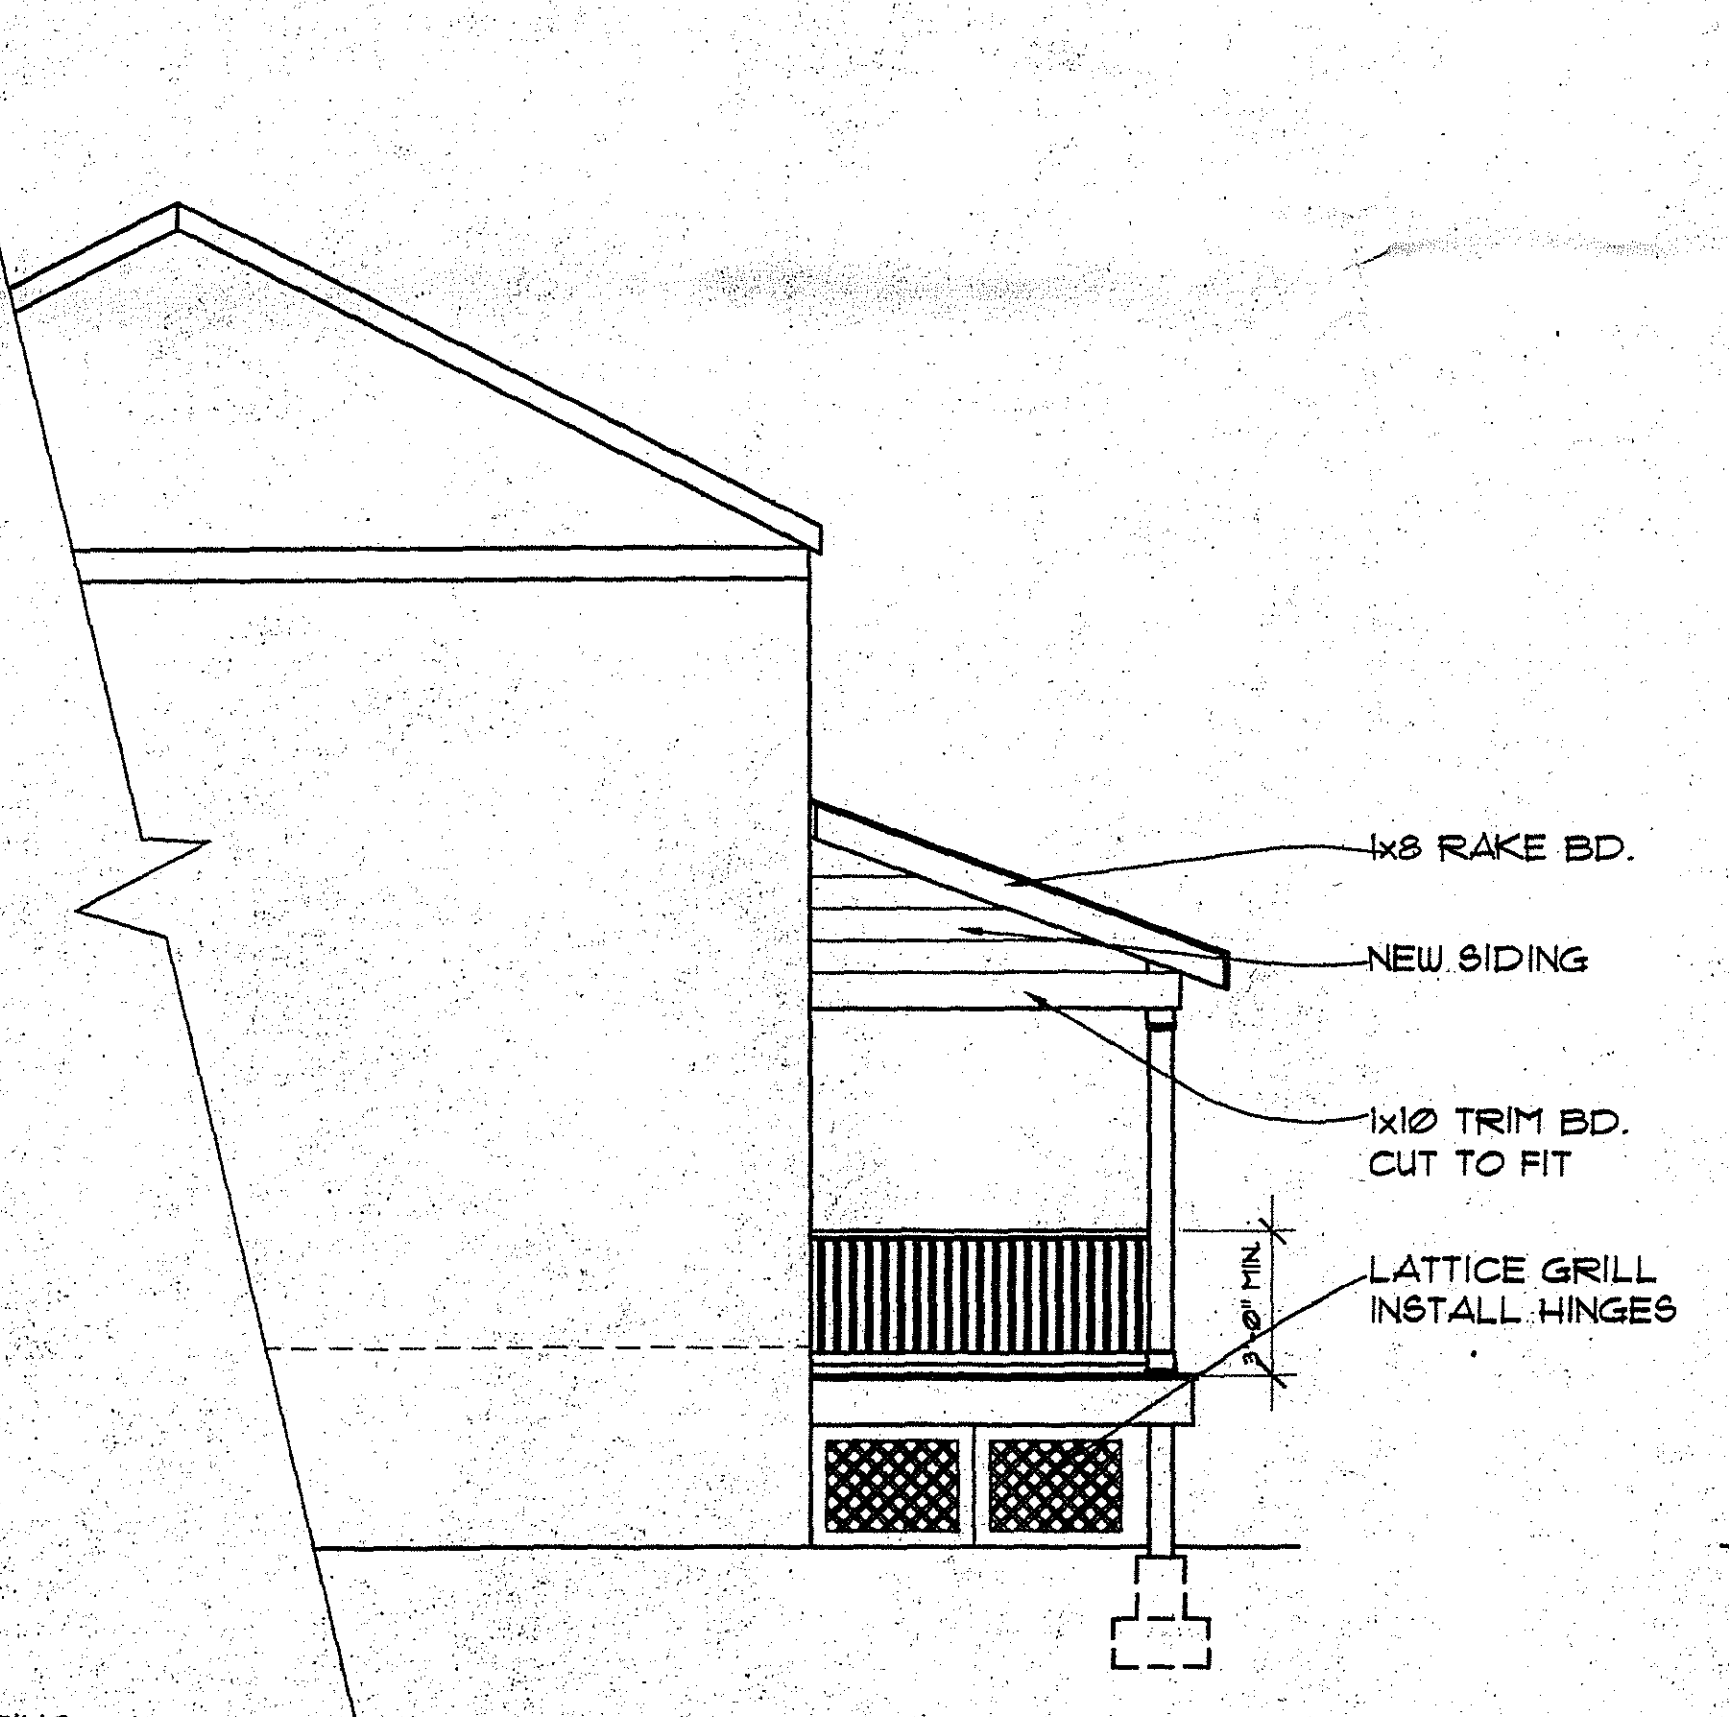 1x8 RAKE BD.
NEW SIDING
1x10 TRIM BD.
CUT TO FIT
3'-0" MIN.
LATTICE GRILL
INSTALL HINGES